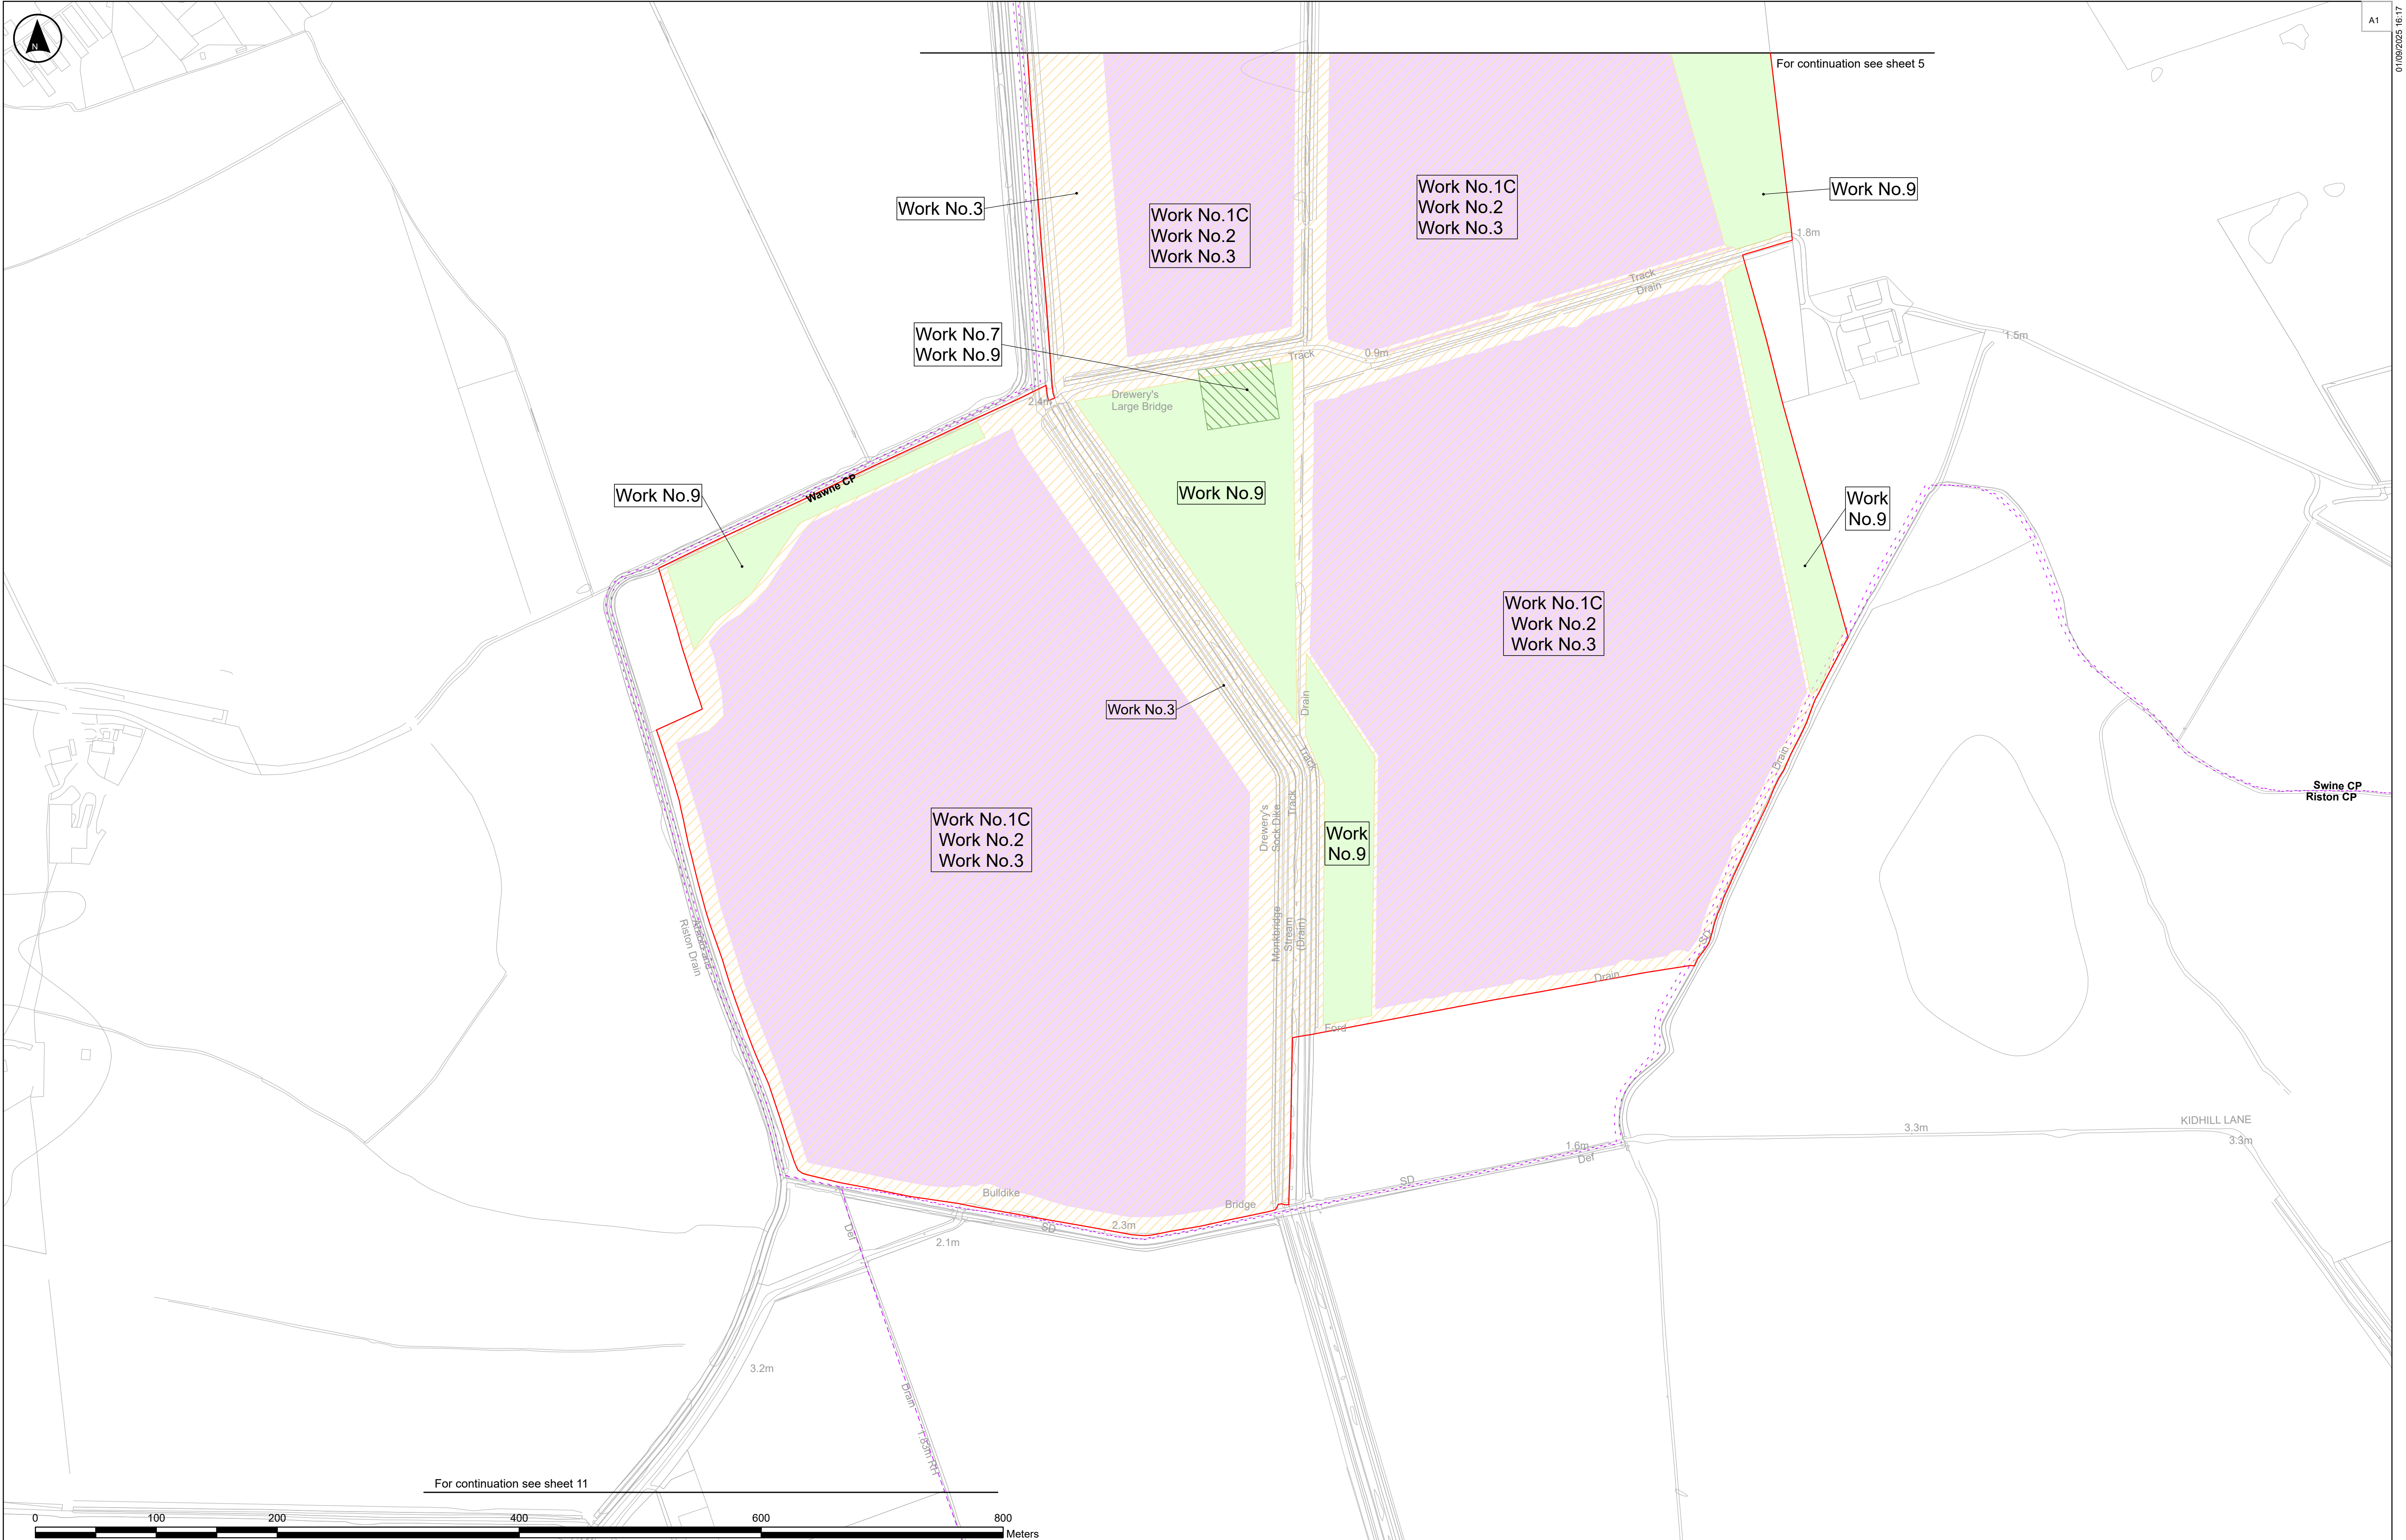 N
A1
01/09/2025 16:17
For continuation see sheet 5
Work No.3
Work No.1C
Work No.2
Work No.3
Work No.1C
Work No.2
Work No.3
Work No.9
1.8m
Track
Drain
Work No.7
Work No.9
Track
0.9m
1.5m
Drewery's
Large Bridge
2.4m
Wawne CP
Work No.9
Work No.9
Work
No.9
Work No.1C
Work No.2
Work No.3
Work No.3
Drain
Track
Drain
Swine CP
Riston CP
Drewery's
Sock Dike
Track
Work No.1C
Work No.2
Work No.3
Work
No.9
Riston Drain
Monkbridge
Stream
(Drain)
SD
Drain
Ford
KIDHILL LANE
3.3m
3.3m
1.6m
Def
SD
Bulldike
Bridge
2.3m
SD
2.1m
Def
3.2m
Drain
1.83m RH
For continuation see sheet 11
0 100 200 400 600 800
Meters